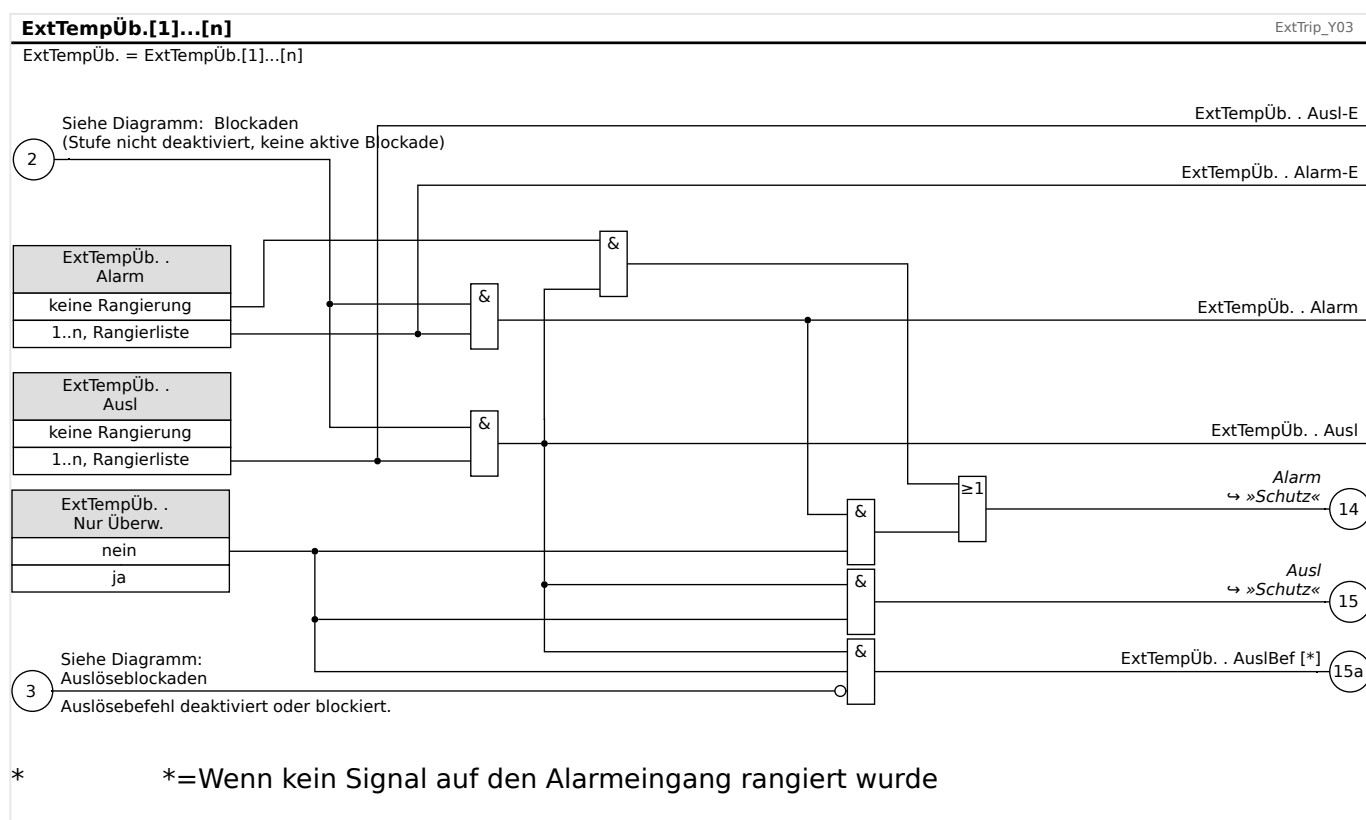 ExtTempÜb.[1]...[n]
ExtTrip_Y03
ExtTempÜb. = ExtTempÜb.[1]...[n]
Siehe Diagramm: Blockaden
(Stufe nicht deaktiviert, keine aktive Blockade)
2
ExtTempÜb. . Ausl-E
ExtTempÜb. . Alarm-E
&
ExtTempÜb. .
Alarm
keine Rangierung
1..n, Rangierliste
&
ExtTempÜb. . Alarm
ExtTempÜb. .
Ausl
keine Rangierung
1..n, Rangierliste
&
ExtTempÜb. . Ausl
ExtTempÜb. .
Nur Überw.
nein
ja
≥1
Alarm
↪ »Schutz«
14
&
&
Ausl
↪ »Schutz«
15
&
ExtTempÜb. . AuslBef [*]
15a
Siehe Diagramm:
Auslöseblockaden
3
Auslösebefehl deaktiviert oder blockiert.
* *=Wenn kein Signal auf den Alarmeingang rangiert wurde